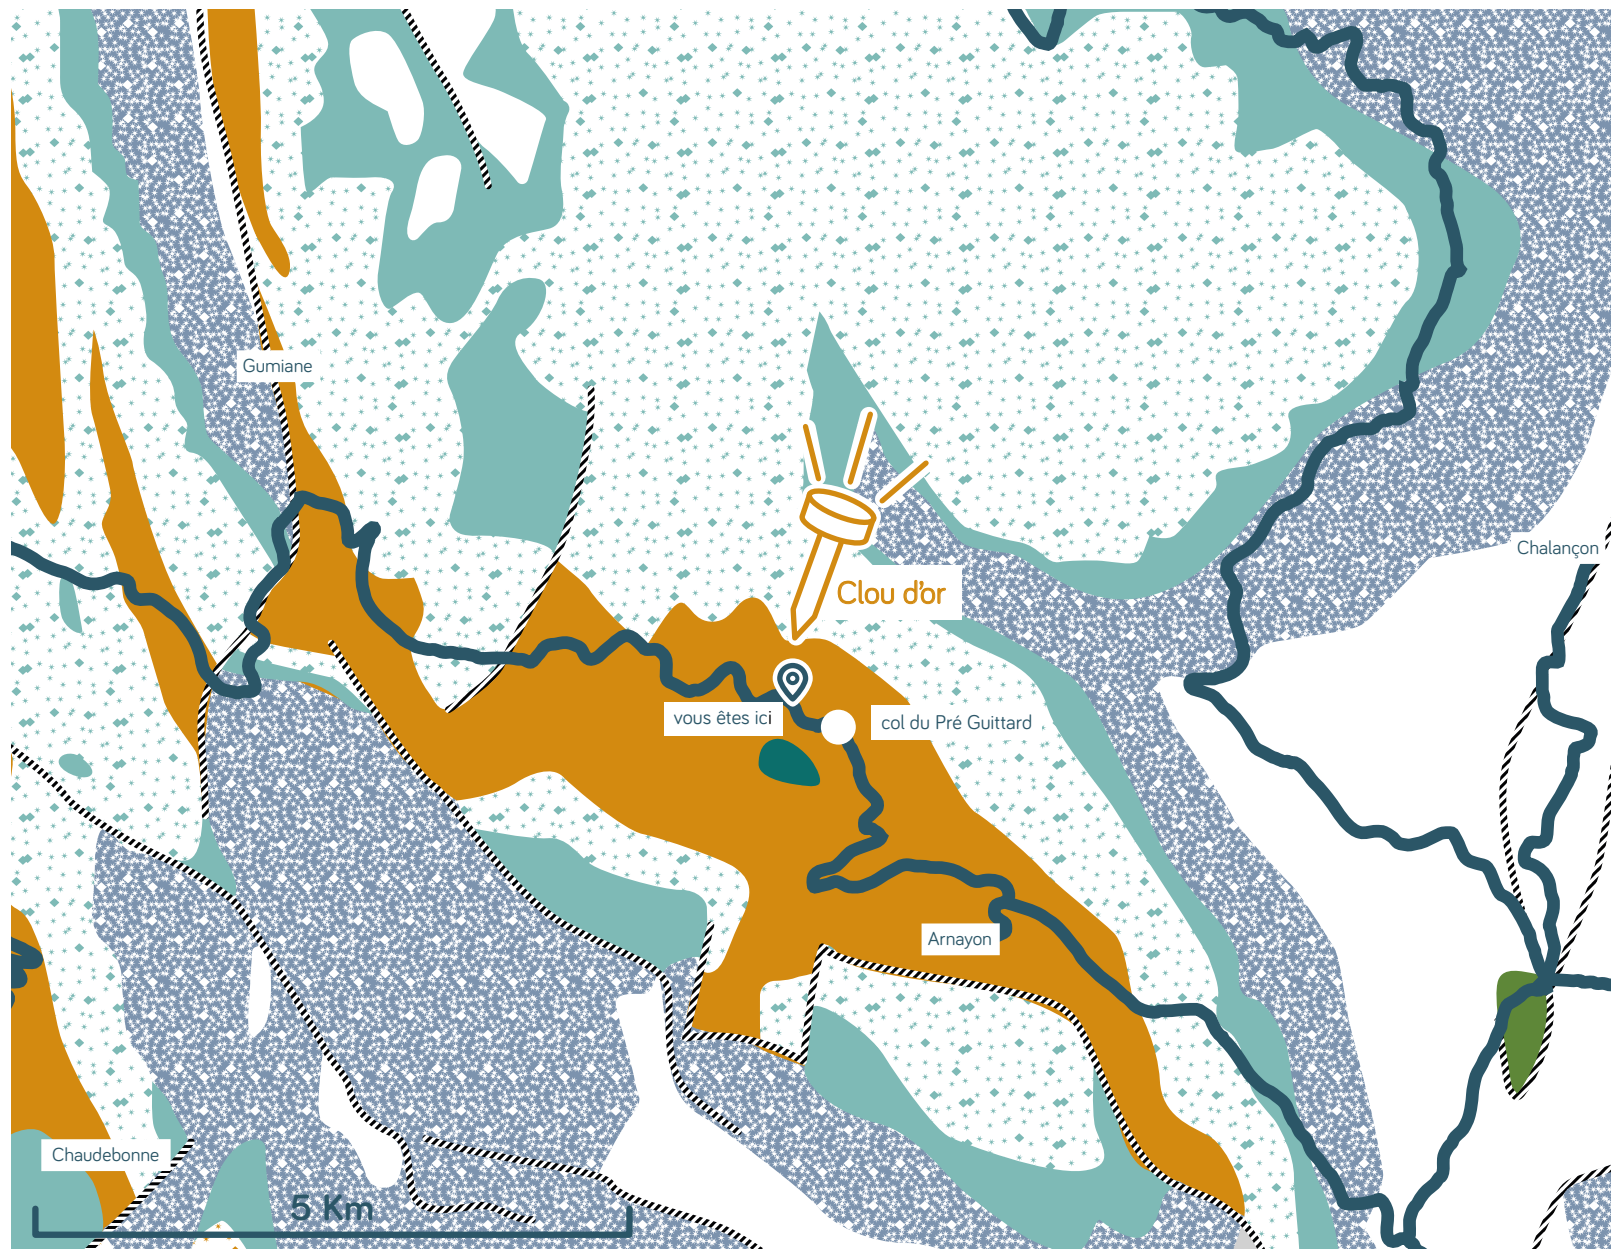 Gumiane
Chalançon
Clou d'or
vous êtes ici
col du Pré Guittard
Arnayon
Chaudebonne
5 Km